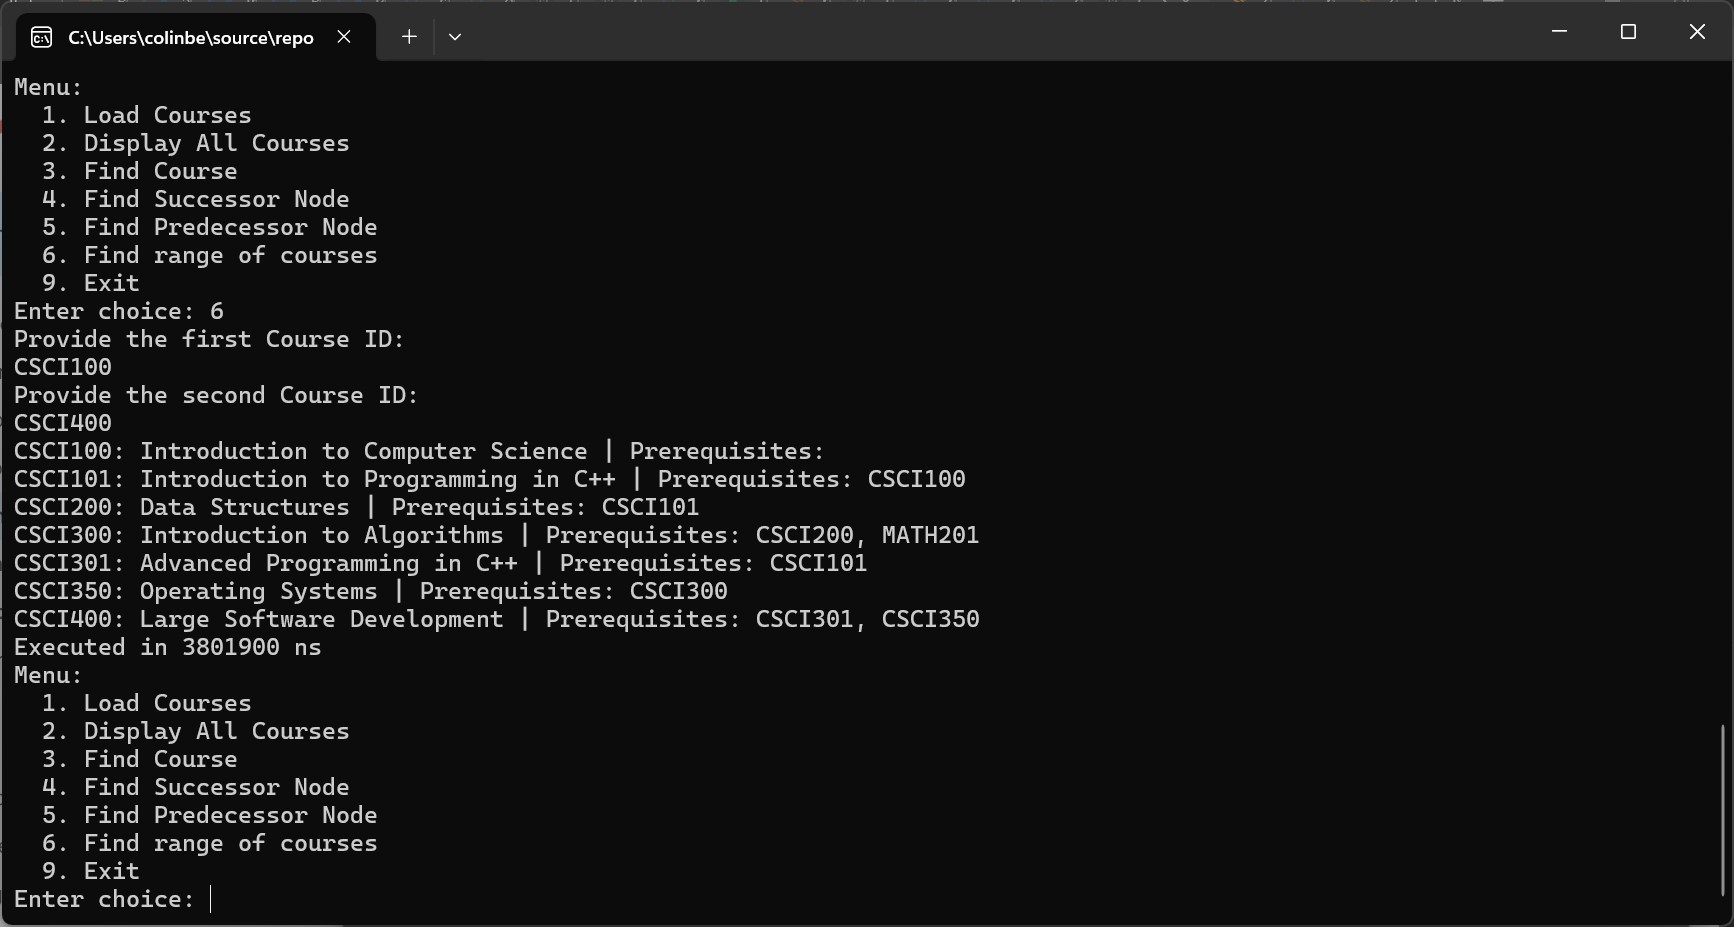 C:\Users\colinbe\source\repo
Menu:
  1. Load Courses
  2. Display All Courses
  3. Find Course
  4. Find Successor Node
  5. Find Predecessor Node
  6. Find range of courses
  9. Exit
Enter choice: 6
Provide the first Course ID:
CSCI100
Provide the second Course ID:
CSCI400
CSCI100: Introduction to Computer Science | Prerequisites:
CSCI101: Introduction to Programming in C++ | Prerequisites: CSCI100
CSCI200: Data Structures | Prerequisites: CSCI101
CSCI300: Introduction to Algorithms | Prerequisites: CSCI200, MATH201
CSCI301: Advanced Programming in C++ | Prerequisites: CSCI101
CSCI350: Operating Systems | Prerequisites: CSCI300
CSCI400: Large Software Development | Prerequisites: CSCI301, CSCI350
Executed in 3801900 ns
Menu:
  1. Load Courses
  2. Display All Courses
  3. Find Course
  4. Find Successor Node
  5. Find Predecessor Node
  6. Find range of courses
  9. Exit
Enter choice: